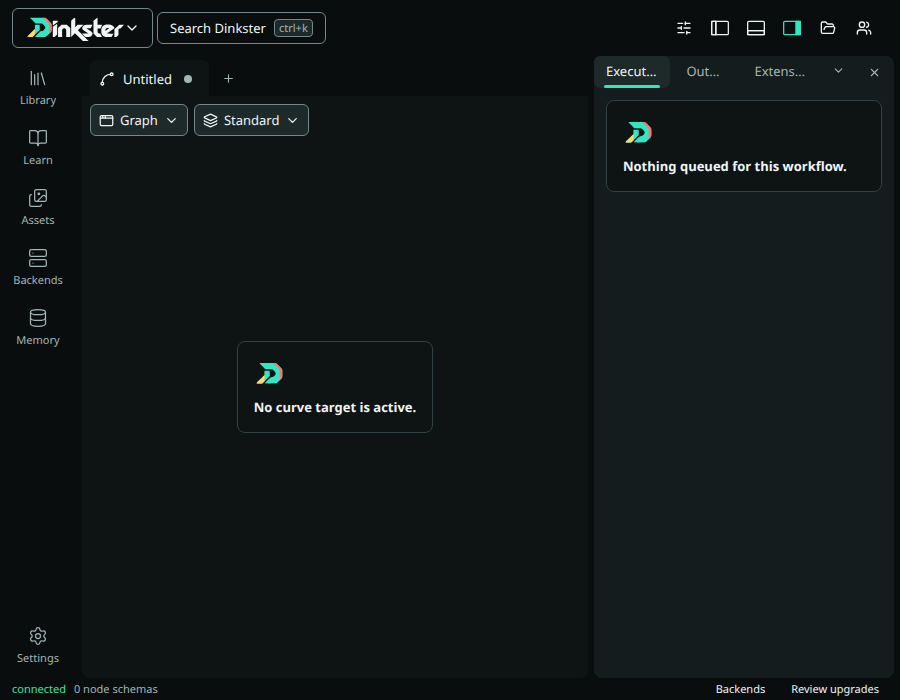 Dinkster
Search Dinkster ctrl+k
Library
Learn
Assets
Backends
Memory
Settings
Untitled
Graph
Standard
No curve target is active.
Execut...
Out...
Extens...
Nothing queued for this workflow.
connected
0 node schemas
Backends
Review upgrades